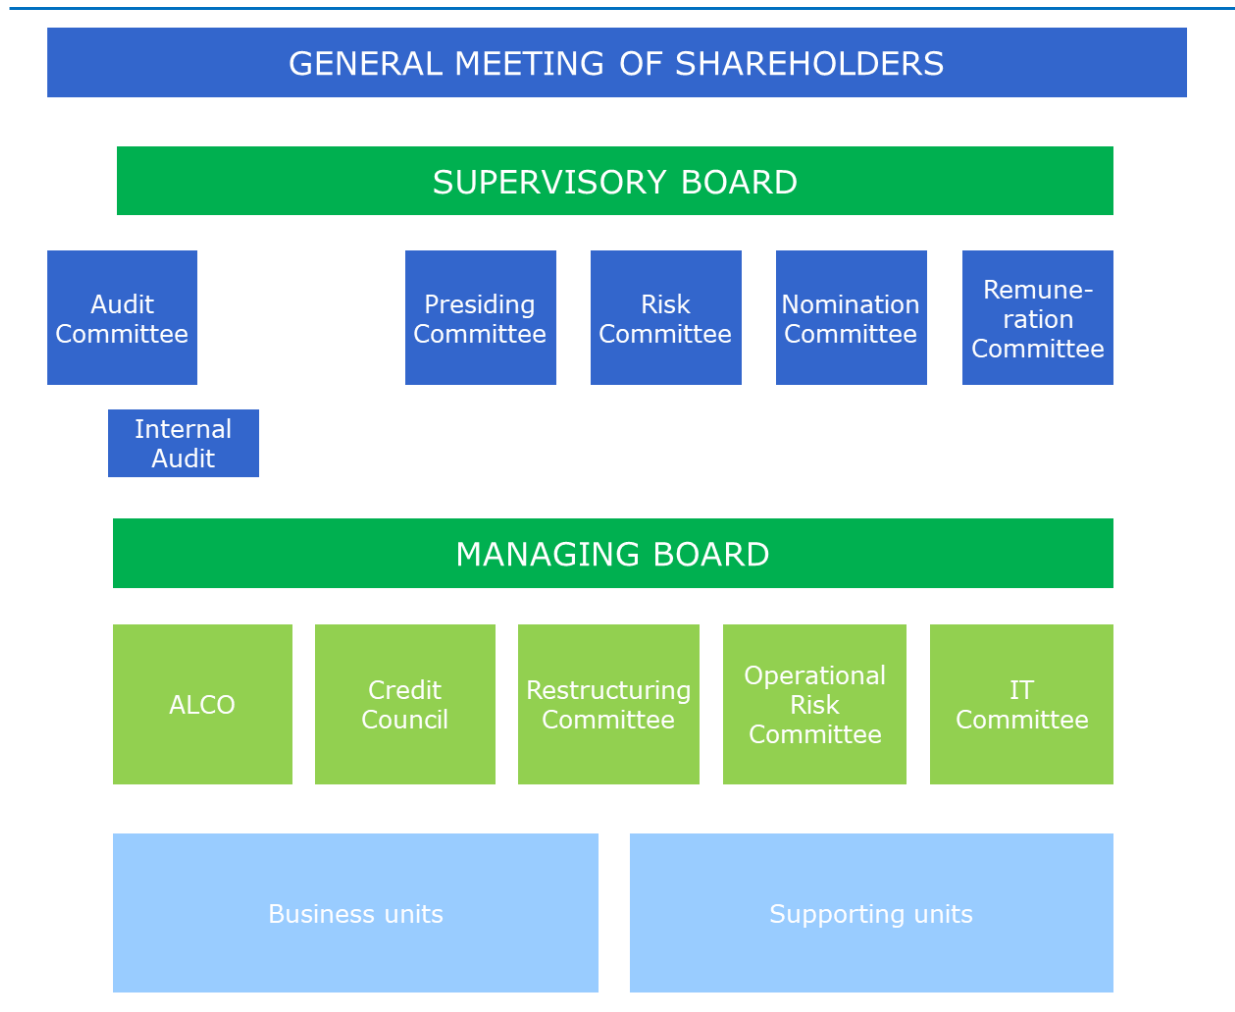 GENERAL MEETING OF SHAREHOLDERS
SUPERVISORY BOARD
Audit
Committee
Presiding
Committee
Risk
Committee
Nomination
Committee
Remune-
ration
Committee
Internal
Audit
MANAGING BOARD
ALCO
Credit
Council
Restructuring
Committee
Operational
Risk
Committee
IT
Committee
Business units
Supporting units